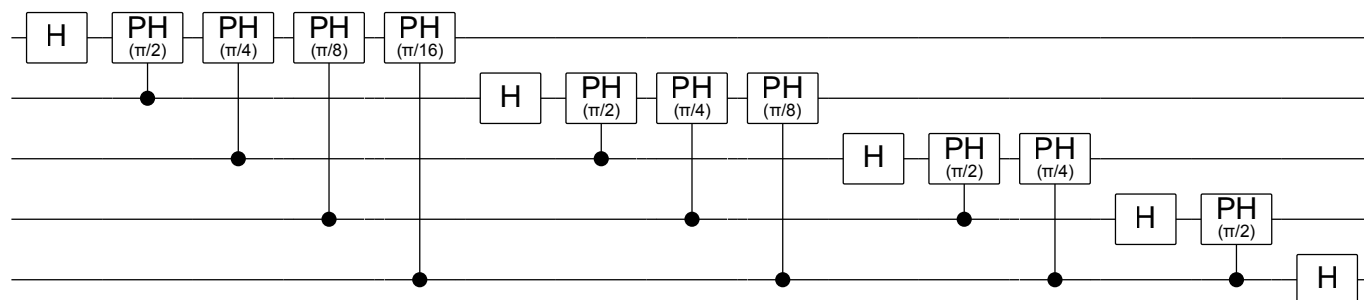 H PH PH PH PH
(π/2) (π/4) (π/8) (π/16)
H PH PH PH
(π/2) (π/4) (π/8)
H PH PH
(π/2) (π/4)
H PH
(π/2)
H